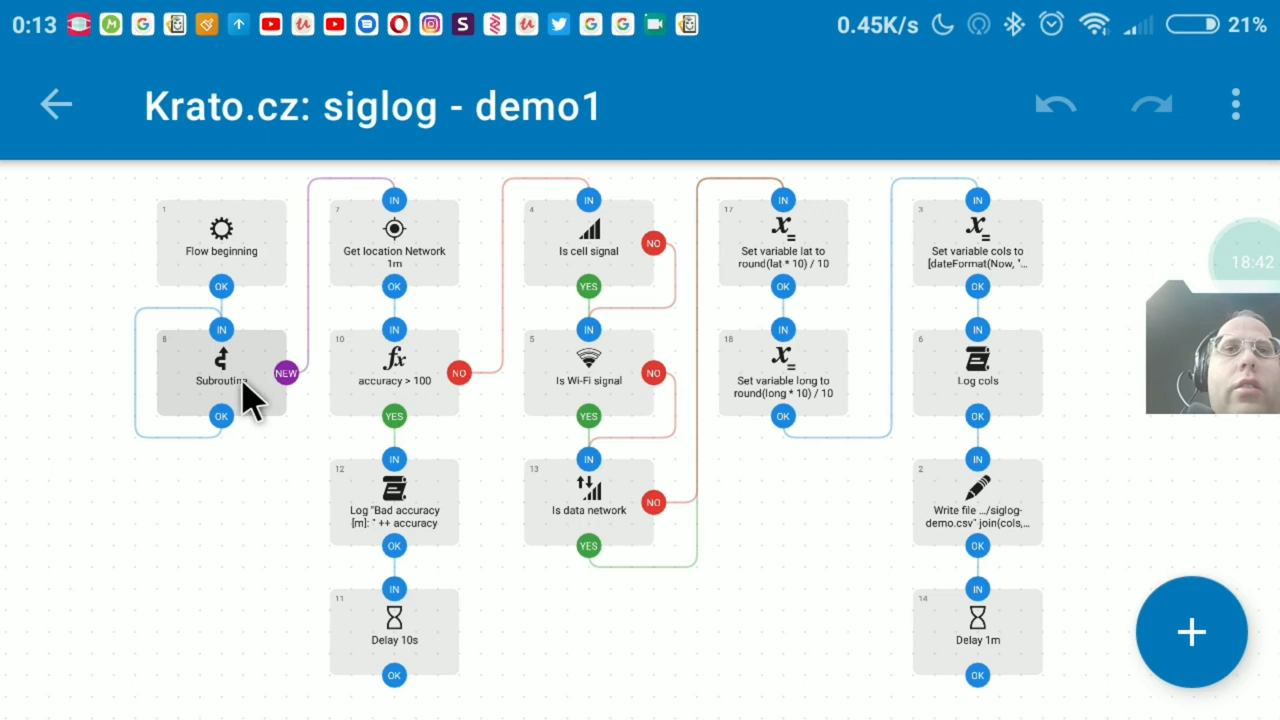 0:13
0.45K/s
21%
Krato.cz: siglog - demo1
18:42
1
Flow beginning
OK
IN
8
Subroutine
NEW
OK
IN
7
Get location Network
1m
OK
IN
10
accuracy > 100
NO
YES
IN
12
Log "Bad accuracy
[m]: " ++ accuracy
OK
IN
11
Delay 10s
OK
IN
4
Is cell signal
NO
YES
IN
5
Is Wi-Fi signal
NO
YES
IN
13
Is data network
NO
YES
IN
17
Set variable lat to
round(lat * 10) / 10
OK
IN
18
Set variable long to
round(long * 10) / 10
OK
IN
3
Set variable cols to
[dateFormat(Now, "...
OK
IN
6
Log cols
OK
IN
2
Write file .../siglog-
demo.csv" join(cols,...
OK
IN
14
Delay 1m
OK
+